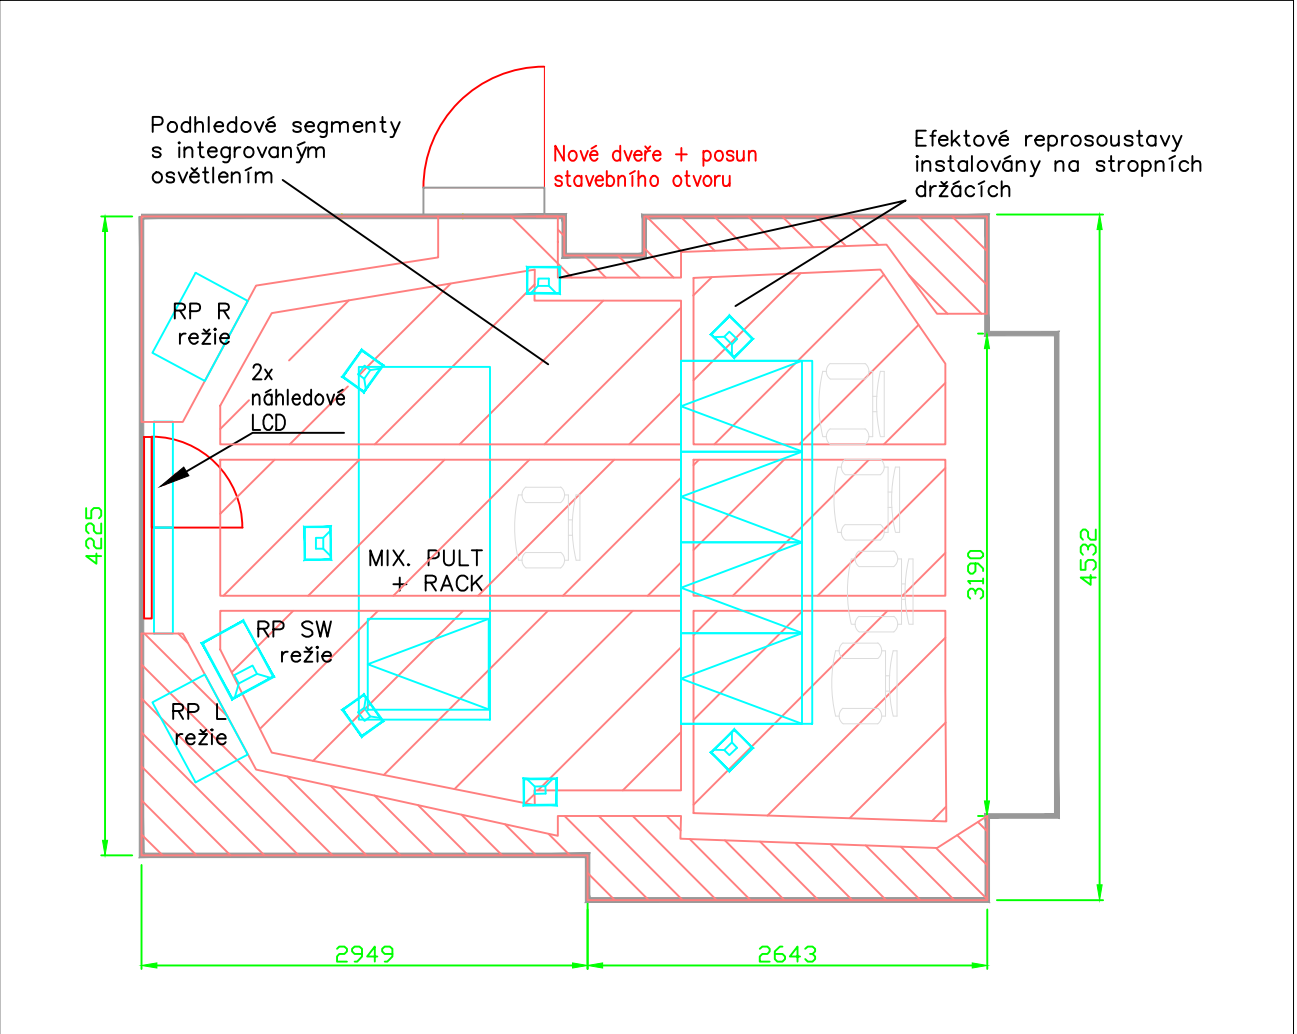 Podhledové segmenty
s integrovaným
osvětlením
Nové dveře + posun
stavebního otvoru
Efektové reprosoustavy
instalovány na stropních
držácích
RP R
režie
2x
náhledové
LCD
MIX. PULT
+ RACK
RP SW
režie
RP L
režie
4225
3190
4532
2949
2643